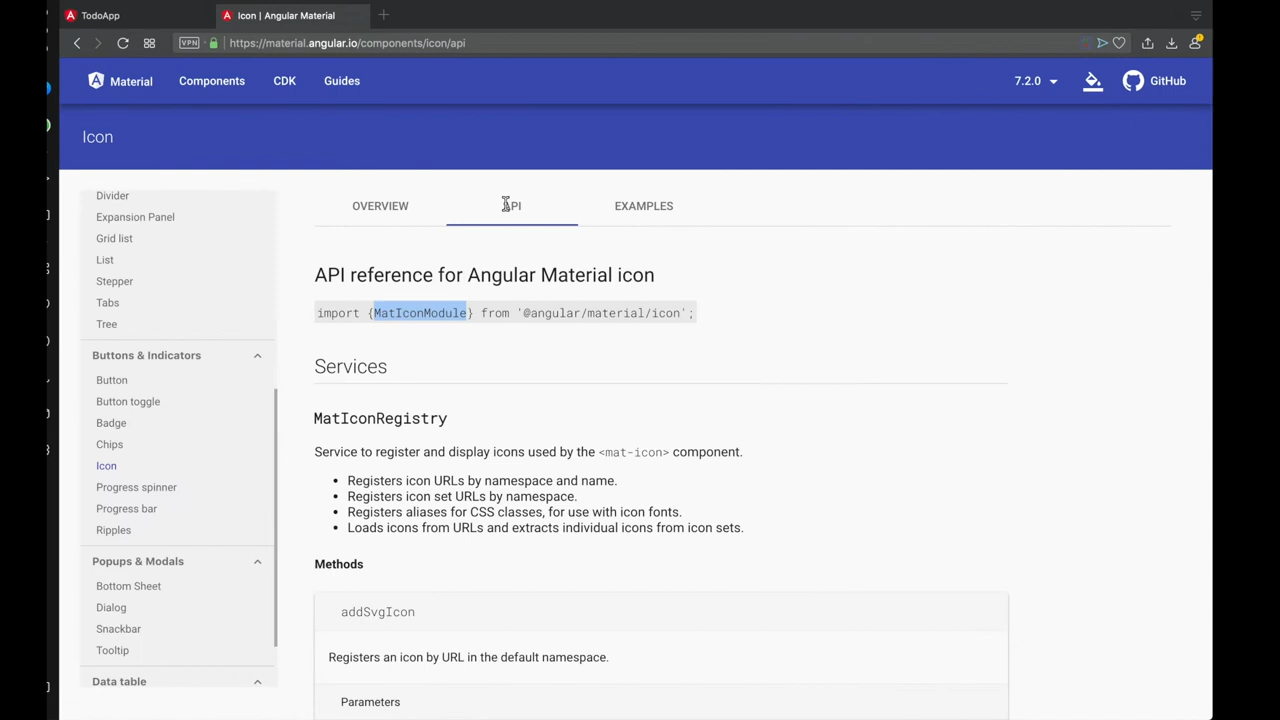 TodoApp
Icon | Angular Material
VPN
https://material.angular.io/components/icon/api
Material
Components
CDK
Guides
7.2.0
GitHub
Icon
Divider
Expansion Panel
Grid list
List
Stepper
Tabs
Tree
Buttons & Indicators
Button
Button toggle
Badge
Chips
Icon
Progress spinner
Progress bar
Ripples
Popups & Modals
Bottom Sheet
Dialog
Snackbar
Tooltip
Data table
OVERVIEW
API
EXAMPLES
API reference for Angular Material icon
import {MatIconModule} from '@angular/material/icon';
Services
MatIconRegistry
Service to register and display icons used by the <mat-icon> component.
• Registers icon URLs by namespace and name.
• Registers icon set URLs by namespace.
• Registers aliases for CSS classes, for use with icon fonts.
• Loads icons from URLs and extracts individual icons from icon sets.
Methods
addSvgIcon
Registers an icon by URL in the default namespace.
Parameters